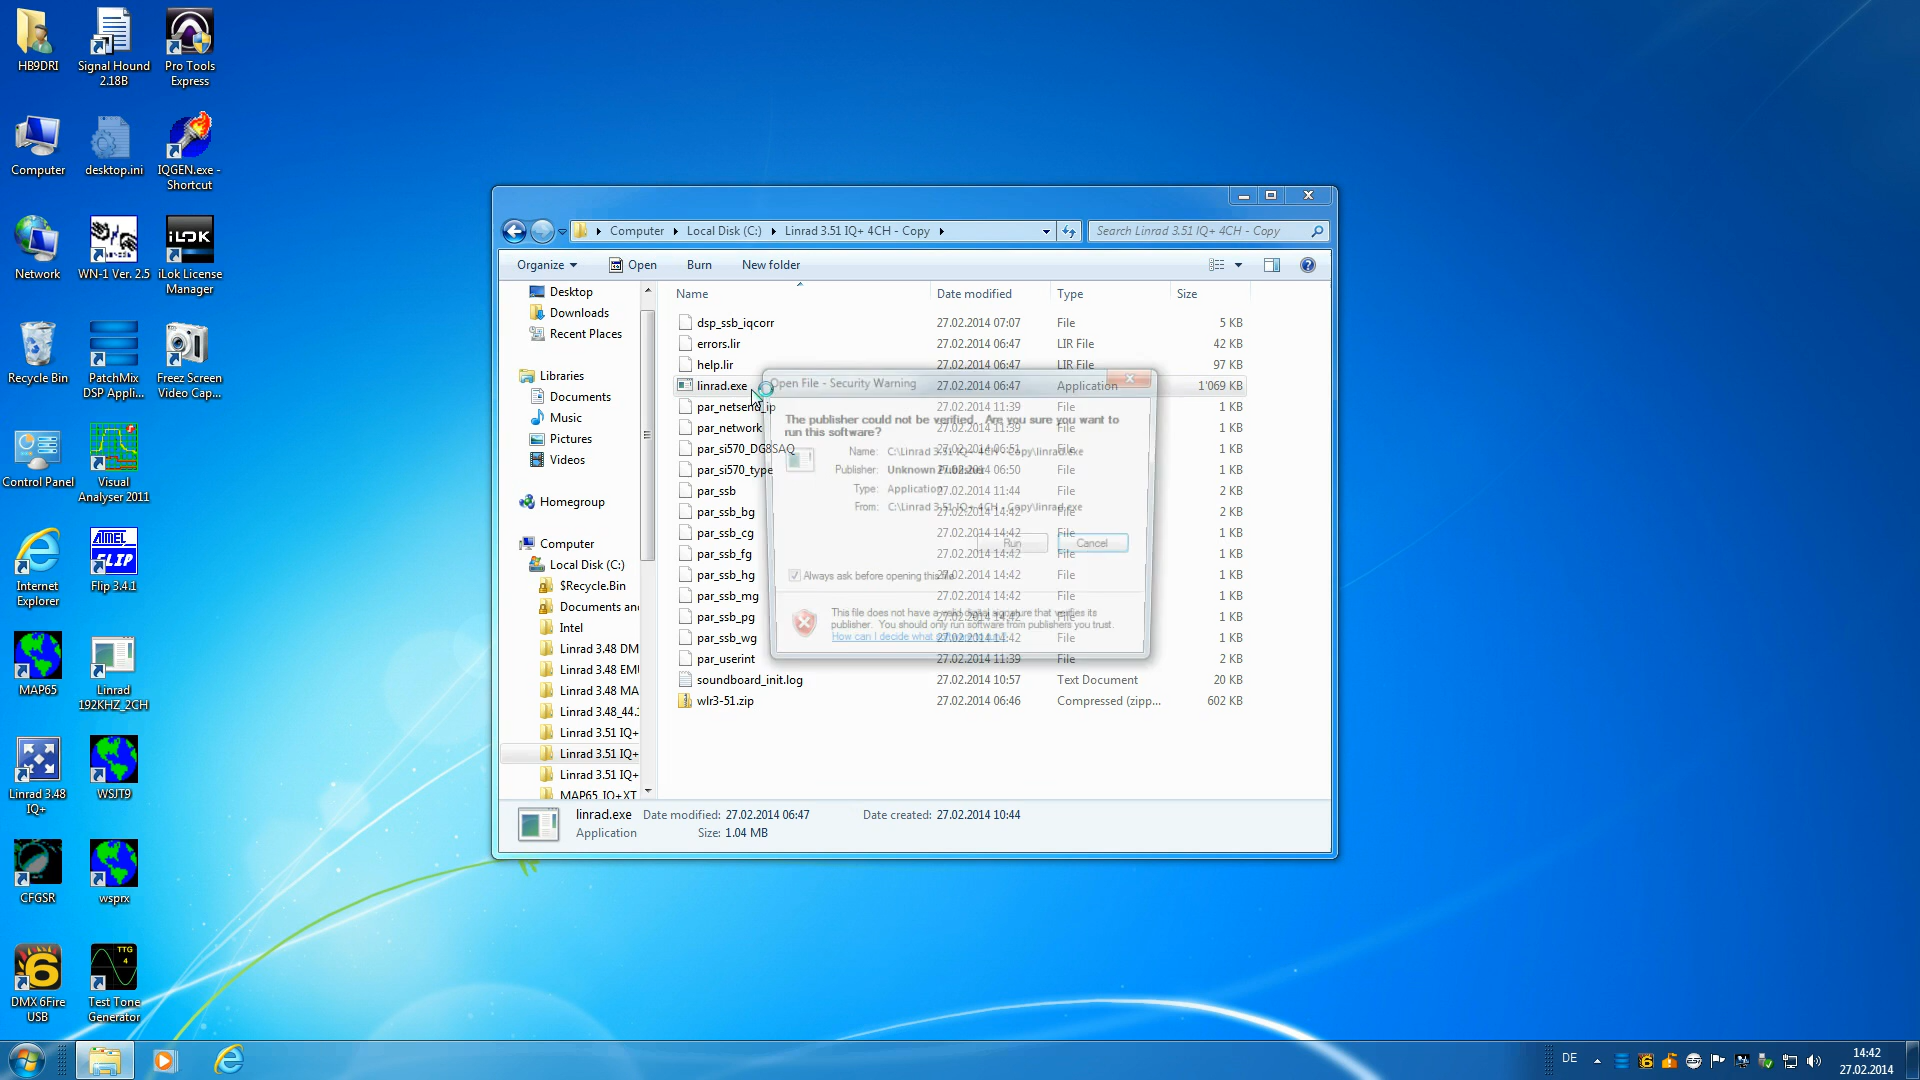 HB9DRI
Signal Hound
2.18B
Pro Tools
Express
Computer
desktop.ini
IQGEN.exe -
Shortcut
Network
WN-1 Ver. 2.5
iLOK
iLok License
Manager
Recycle Bin
PatchMix
DSP Appli...
Freez Screen
Video Cap...
Control Panel
Visual
Analyser 2011
Internet
Explorer
ATMEL
FLIP
Flip 3.4.1
MAP65
Linrad
192KHZ_2CH
Linrad 3.48
IQ+
WSJT9
CFGSR
wsprx
6
DMX 6Fire
USB
TTG
4
Test Tone
Generator
Computer
Local Disk (C:)
Linrad 3.51 IQ+ 4CH - Copy
Search Linrad 3.51 IQ+ 4CH - Copy
Organize
Open
Burn
New folder
Desktop
Downloads
Recent Places
Libraries
Documents
Music
Pictures
Videos
Homegroup
Computer
Local Disk (C:)
$Recycle.Bin
Documents and
Intel
Linrad 3.48 DM
Linrad 3.48 EMU
Linrad 3.48 MA
Linrad 3.48_44.
Linrad 3.51 IQ+
Linrad 3.51 IQ+
Linrad 3.51 IQ+
MAP65 IQ+XT
Name Date modified Type Size
dsp_ssb_iqcorr 27.02.2014 07:07 File 5 KB
errors.lir 27.02.2014 06:47 LIR File 42 KB
help.lir 27.02.2014 06:47 LIR File 97 KB
linrad.exe 27.02.2014 06:47 Application 1'069 KB
par_netsend_ip 27.02.2014 11:39 File 1 KB
par_network 27.02.2014 11:39 File 1 KB
par_si570_DG8SAQ 27.02.2014 06:51 File 1 KB
par_si570_type 27.02.2014 06:50 File 1 KB
par_ssb 27.02.2014 11:44 File 2 KB
par_ssb_bg 27.02.2014 14:42 File 2 KB
par_ssb_cg 27.02.2014 14:42 File 1 KB
par_ssb_fg 27.02.2014 14:42 File 1 KB
par_ssb_hg 27.02.2014 14:42 File 1 KB
par_ssb_mg 27.02.2014 14:42 File 1 KB
par_ssb_pg 27.02.2014 14:42 File 1 KB
par_ssb_wg 27.02.2014 14:42 File 1 KB
par_userint 27.02.2014 11:39 File 2 KB
soundboard_init.log 27.02.2014 10:57 Text Document 20 KB
wlr3-51.zip 27.02.2014 06:46 Compressed (zipp... 602 KB
Open File - Security Warning
The publisher could not be verified. Are you sure you want to
run this software?
Name: C:\Linrad 3.51 IQ+ 4CH - Copy\linrad.exe
Publisher: Unknown Publisher
Type: Application
From: C:\Linrad 3.51 IQ+ 4CH - Copy\linrad.exe
Run Cancel
Always ask before opening this file
This file does not have a valid digital signature that verifies its
publisher. You should only run software from publishers you trust.
How can I decide what software to run?
linrad.exe Date modified: 27.02.2014 06:47 Date created: 27.02.2014 10:44
Application Size: 1.04 MB
DE
14:42
27.02.2014